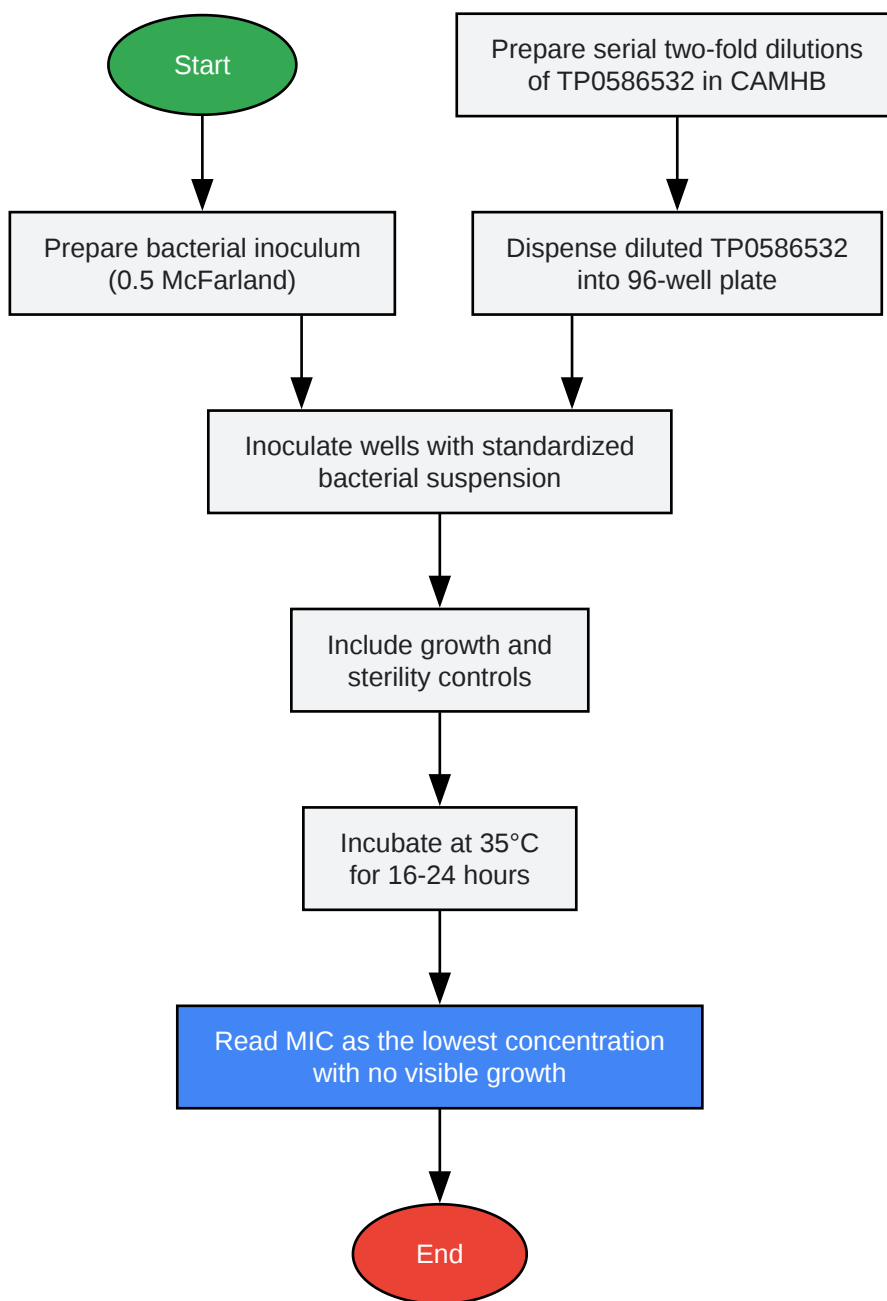 Start
Prepare serial two-fold dilutions
of TP0586532 in CAMHB
Prepare bacterial inoculum
(0.5 McFarland)
Dispense diluted TP0586532
into 96-well plate
Inoculate wells with standardized
bacterial suspension
Include growth and
sterility controls
Incubate at 35°C
for 16-24 hours
Read MIC as the lowest concentration
with no visible growth
End